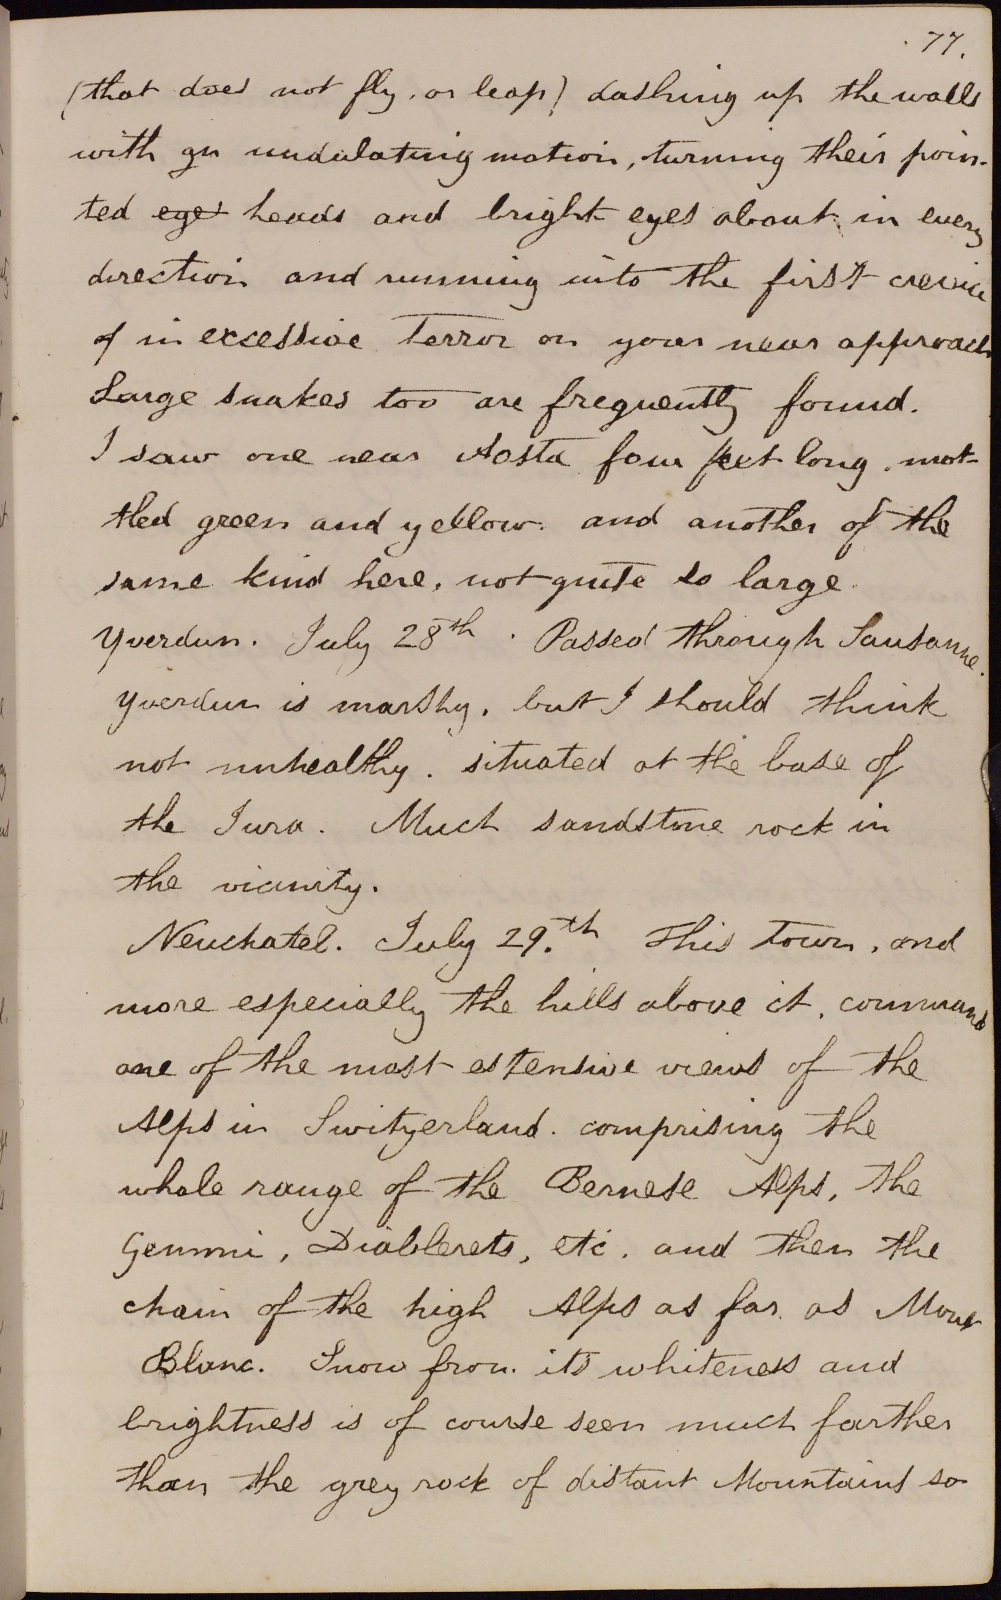 77.
(that does not fly, or leap) dashing up the walls
with an undulating motion, turning their poin-
ted eyes heads and bright eyes about in every
direction and running into the first crevice
of in excessive terror on your near approach
Large snakes too are frequently found.
I saw one near Aosta four feet long, mot-
tled green and yellow. and another of the
same kind here, not quite so large.
Yverdun. July 28th. Passed through Lausanne.
Yverdun is marshy, but I should think
not unhealthy. situated at the base of
the Jura. Much sandstone rock in
the vicinity.
Neuchatel. July 29.th This town, and
more especially the hills above it, command
one of the most extensive views of the
Alps in Switzerland. comprising the
whole range of the Bernese Alps, the
Gemmi, Diablerets, etc. and then the
chain of the high Alps as far as Mont
Blanc. Snow from its whiteness and
brightness is of course seen much farther
than the grey rock of distant Mountains so